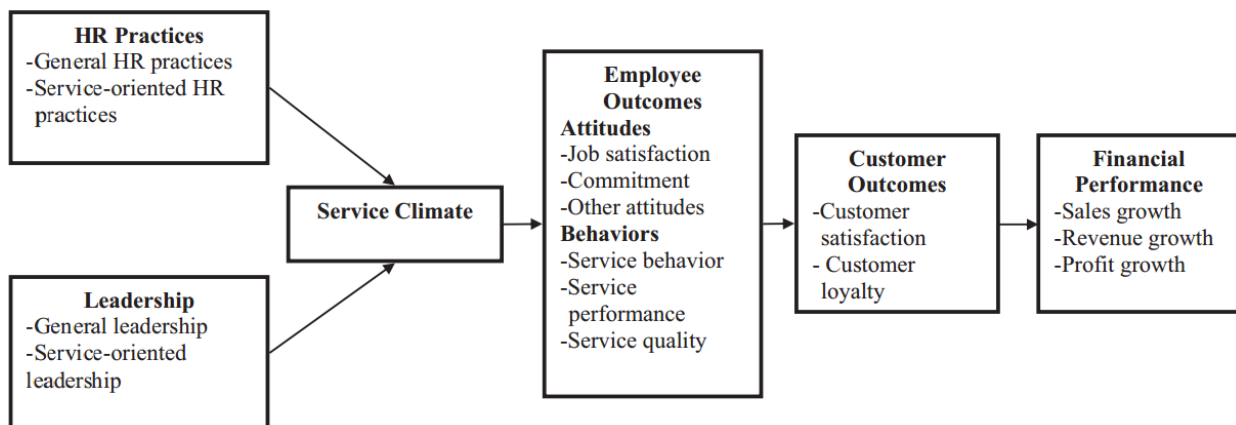 HR Practices
-General HR practices
-Service-oriented HR
practices
Leadership
-General leadership
-Service-oriented
leadership
Service Climate
Employee
Outcomes
Attitudes
-Job satisfaction
-Commitment
-Other attitudes
Behaviors
-Service behavior
-Service
performance
-Service quality
Customer
Outcomes
-Customer
satisfaction
- Customer
loyalty
Financial
Performance
-Sales growth
-Revenue growth
-Profit growth